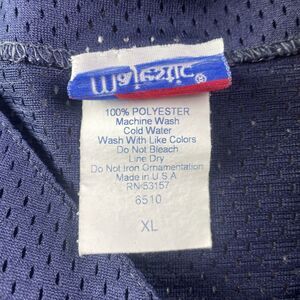 Majestic®
100% POLYESTER
Machine Wash
Cold Water
Wash With Like Colors
Do Not Bleach
Line Dry
Do Not Iron Ornamentation
Made in U.S.A
RN 53157
6510
XL